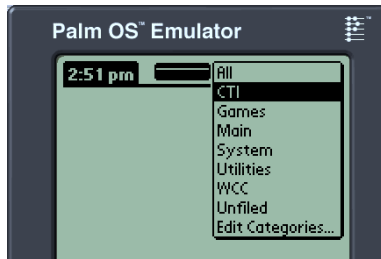 Palm OS™ Emulator
2:51 pm
All
CTI
Games
Main
System
Utilities
WCC
Unfiled
Edit Categories...